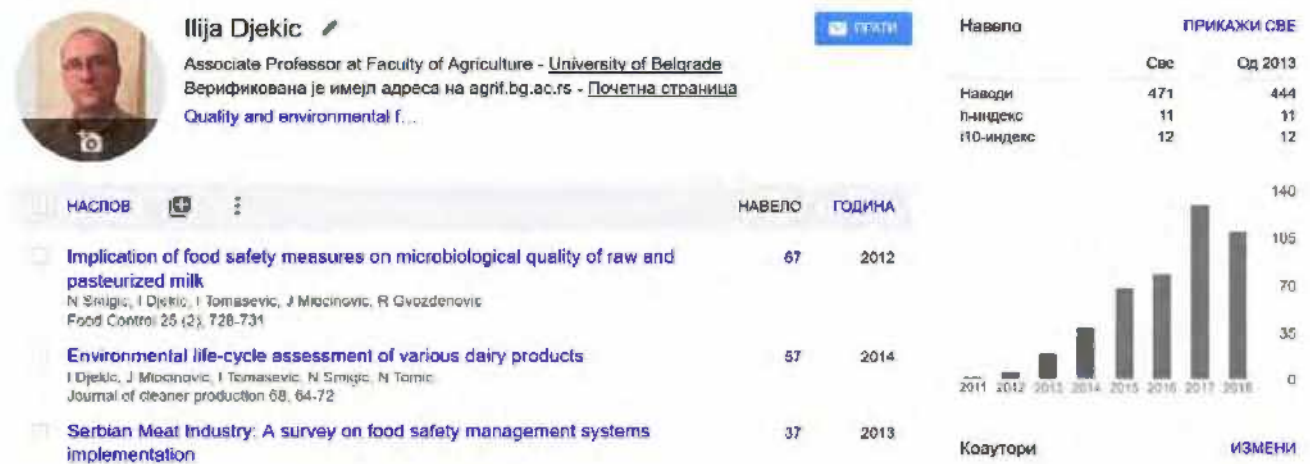 Ilija Djekic
Associate Professor at Faculty of Agriculture - University of Belgrade
Верификована је имејл адреса на agrif.bg.ac.rs - Почетна страница
Quality and environmental f...
ПРАТИ
НАСЛОВ
НАВЕЛО ГОДИНА
Implication of food safety measures on microbiological quality of raw and
pasteurized milk
67 2012
N Smigic, I Djekic, I Tomasevic, J Miocinovic, R Gvozdenovic
Food Control 25 (2), 728-731
Environmental life-cycle assessment of various dairy products
57 2014
I Djekic, J Miocinovic, I Tomasevic, N Smigic, N Tomic
Journal of cleaner production 68, 64-72
Serbian Meat Industry: A survey on food safety management systems
implementation
37 2013
Навело ПРИКАЖИ СВЕ
Све Од 2013
Наводи 471 444
h-индекс 11 11
i10-индекс 12 12
140
105
70
35
0
2011 2012 2013 2014 2015 2016 2017 2018
Коаутори ИЗМЕНИ